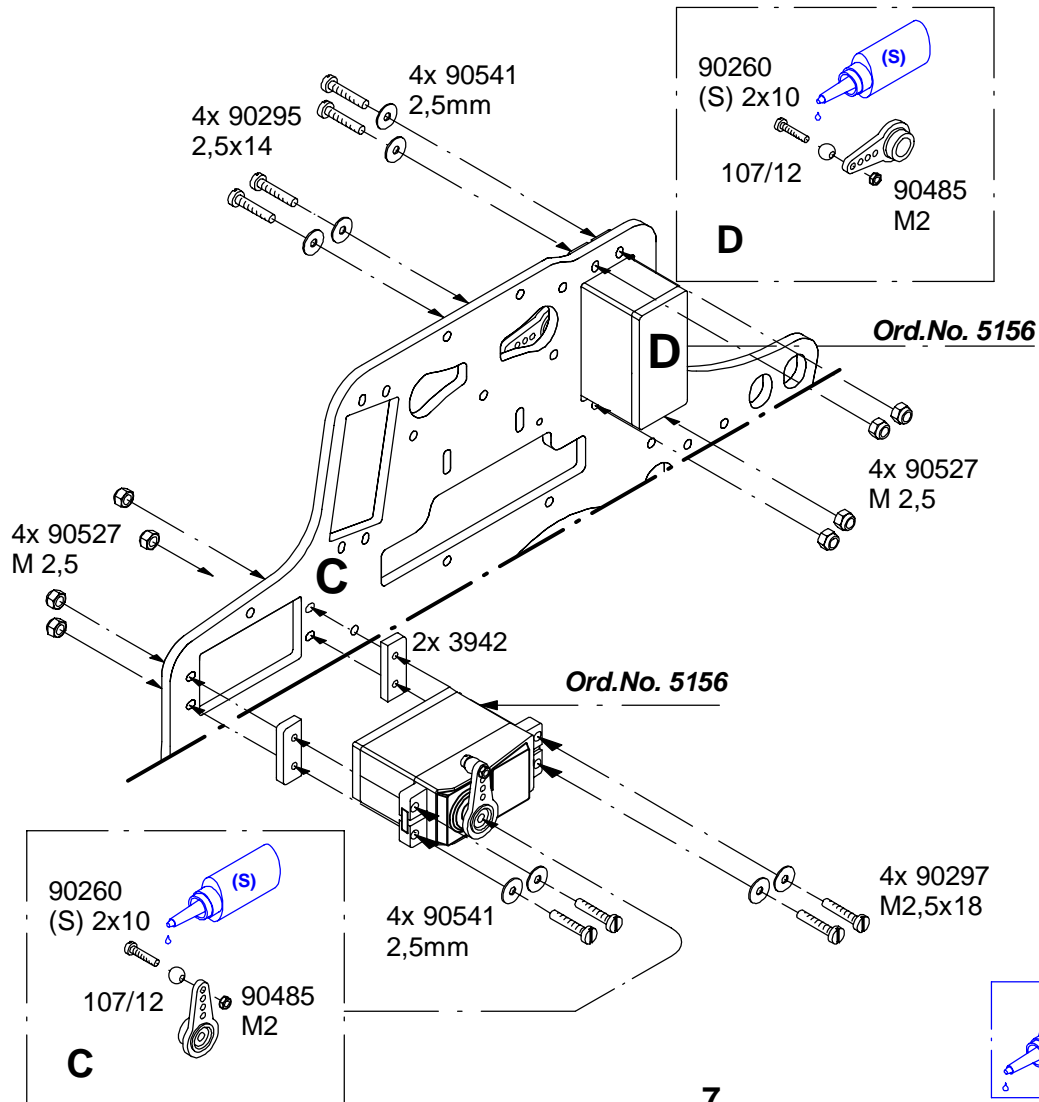 4x 90541
2,5mm
4x 90295
2,5x14
90260
(S) 2x10
(S)
107/12
90485
M2
D
Ord.No. 5156
D
4x 90527
M 2,5
4x 90527
M 2,5
C
2x 3942
Ord.No. 5156
4x 90297
M2,5x18
4x 90541
2,5mm
90260
(S) 2x10
(S)
107/12
90485
M2
C